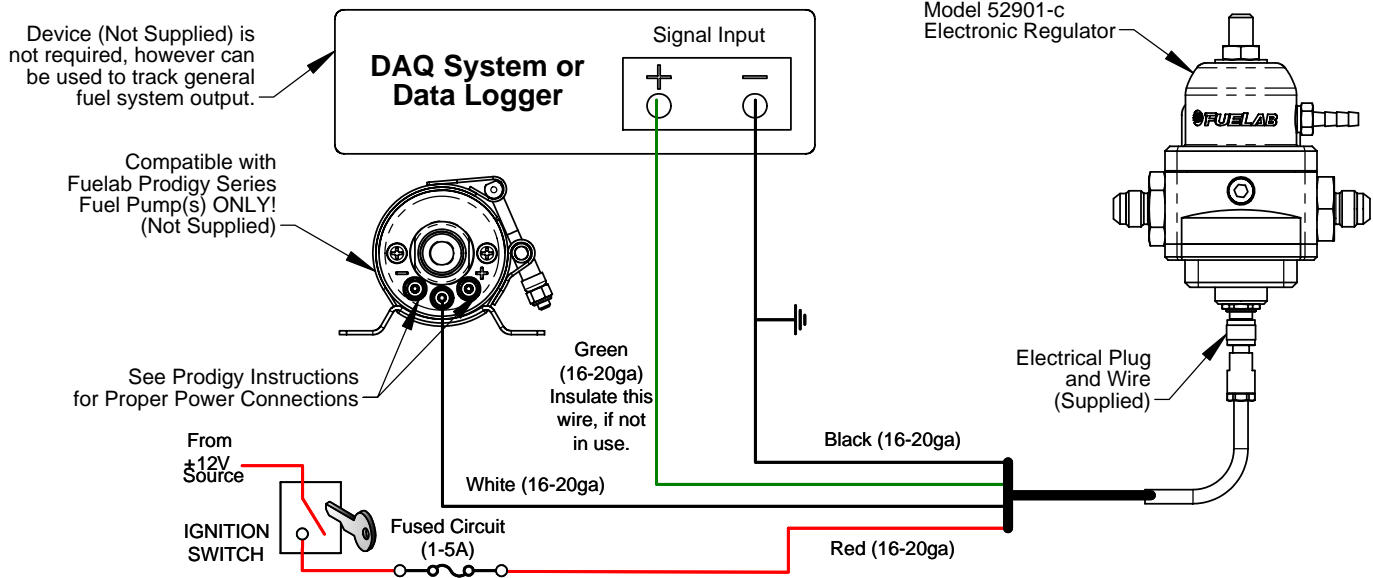 Device (Not Supplied) is
not required, however can
be used to track general
fuel system output.
DAQ System or
Data Logger
Signal Input
+
−
Model 52901-c
Electronic Regulator
FUELAB
Compatible with
Fuelab Prodigy Series
Fuel Pump(s) ONLY!
(Not Supplied)
−
+
See Prodigy Instructions
for Proper Power Connections
Green
(16-20ga)
Insulate this
wire, if not
in use.
Electrical Plug
and Wire
(Supplied)
Black (16-20ga)
White (16-20ga)
Red (16-20ga)
From
+12V
Source
IGNITION
SWITCH
Fused Circuit
(1-5A)